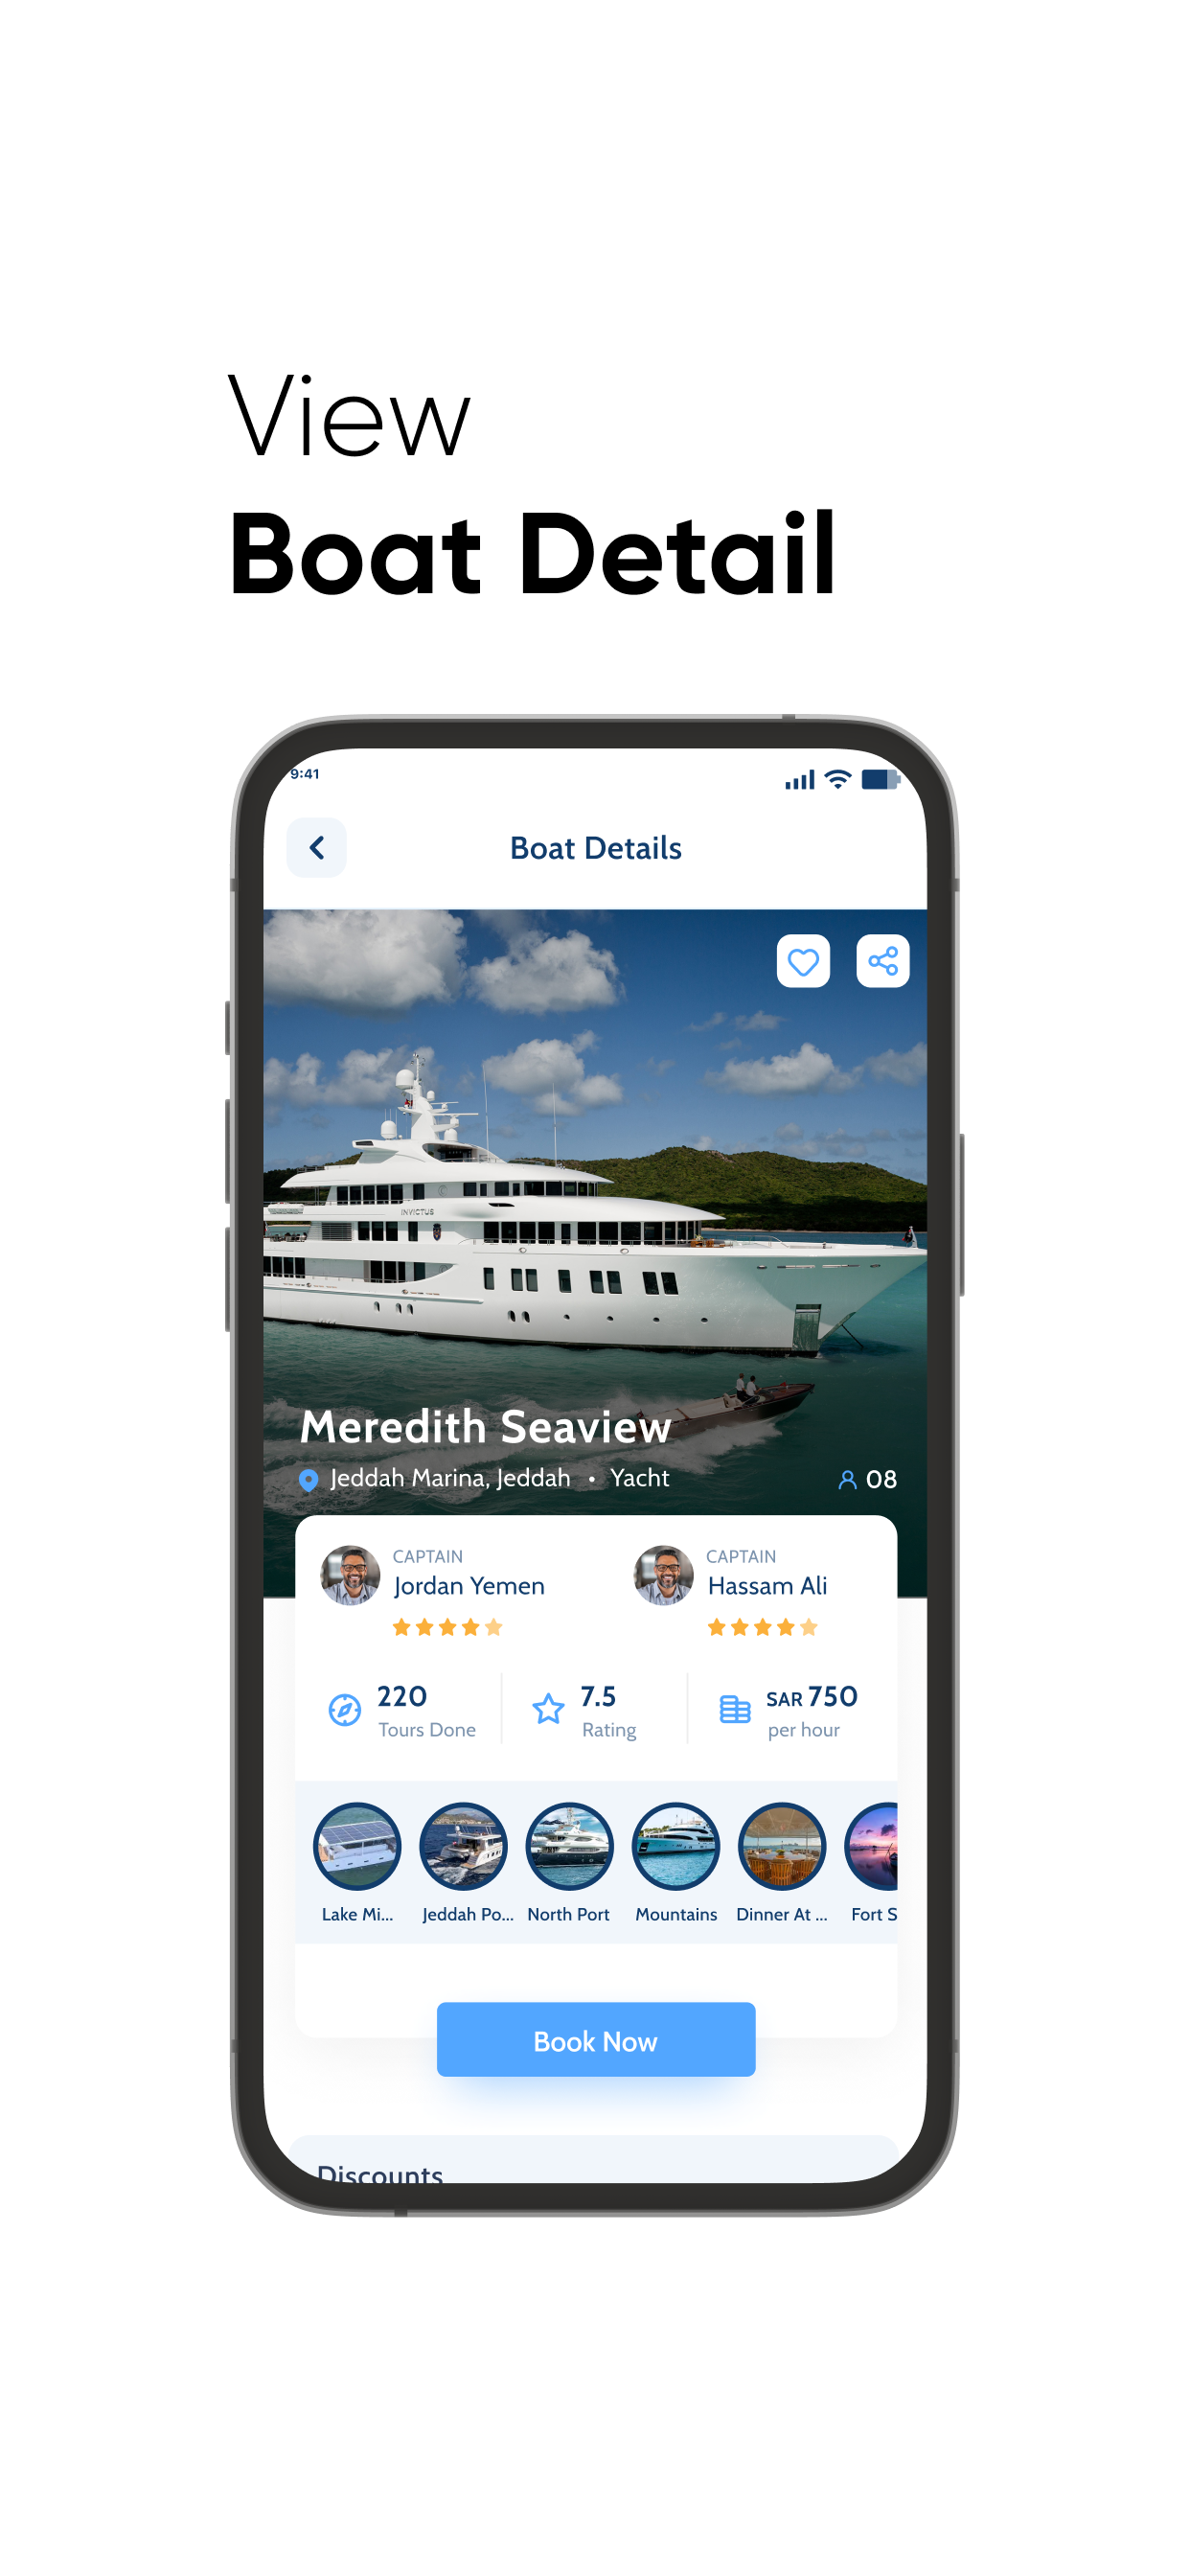 View
Boat Detail
9:41
Boat Details
INVICTUS
Meredith Seaview
Jeddah Marina, Jeddah • Yacht 08
CAPTAIN CAPTAIN
Jordan Yemen Hassam Ali
220 7.5 SAR 750
Tours Done Rating per hour
Lake Mi... Jeddah Po... North Port Mountains Dinner At ... Fort S
Book Now
Discounts